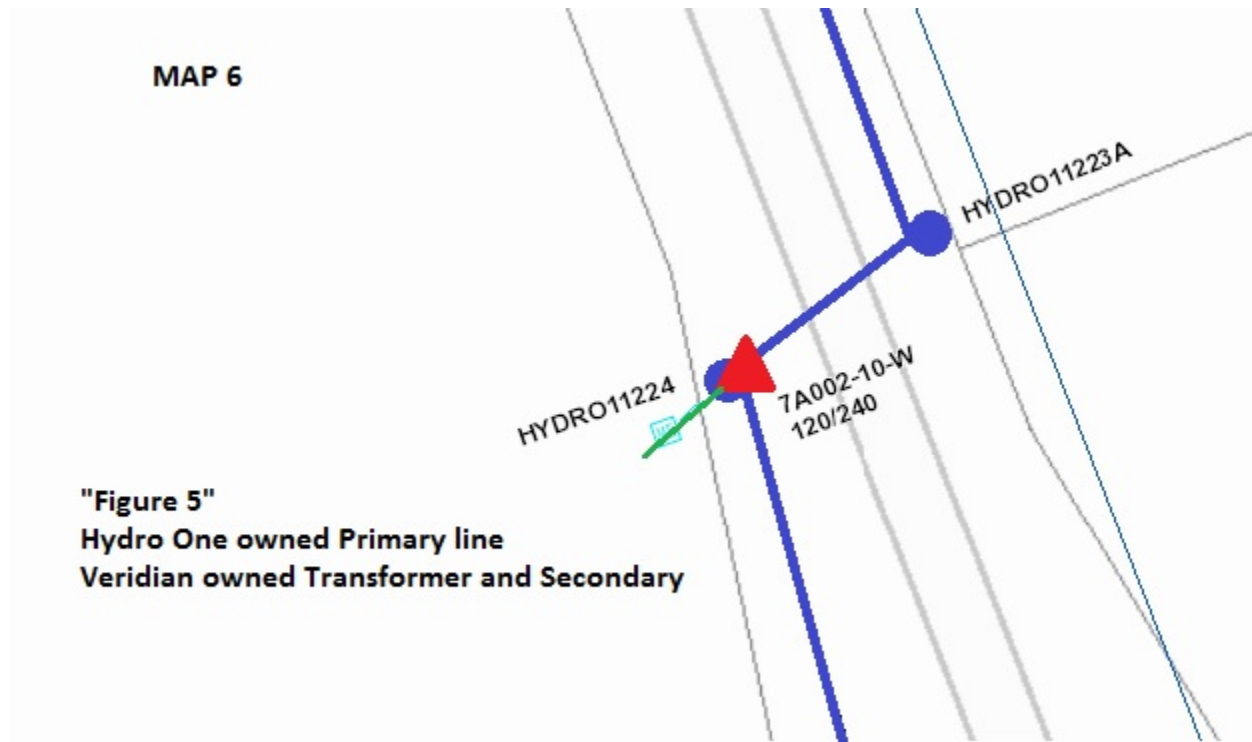 MAP 6
HYDRO11223A
HYDRO11224
7A002-10-W
120/240
"Figure 5"
Hydro One owned Primary line
Veridian owned Transformer and Secondary